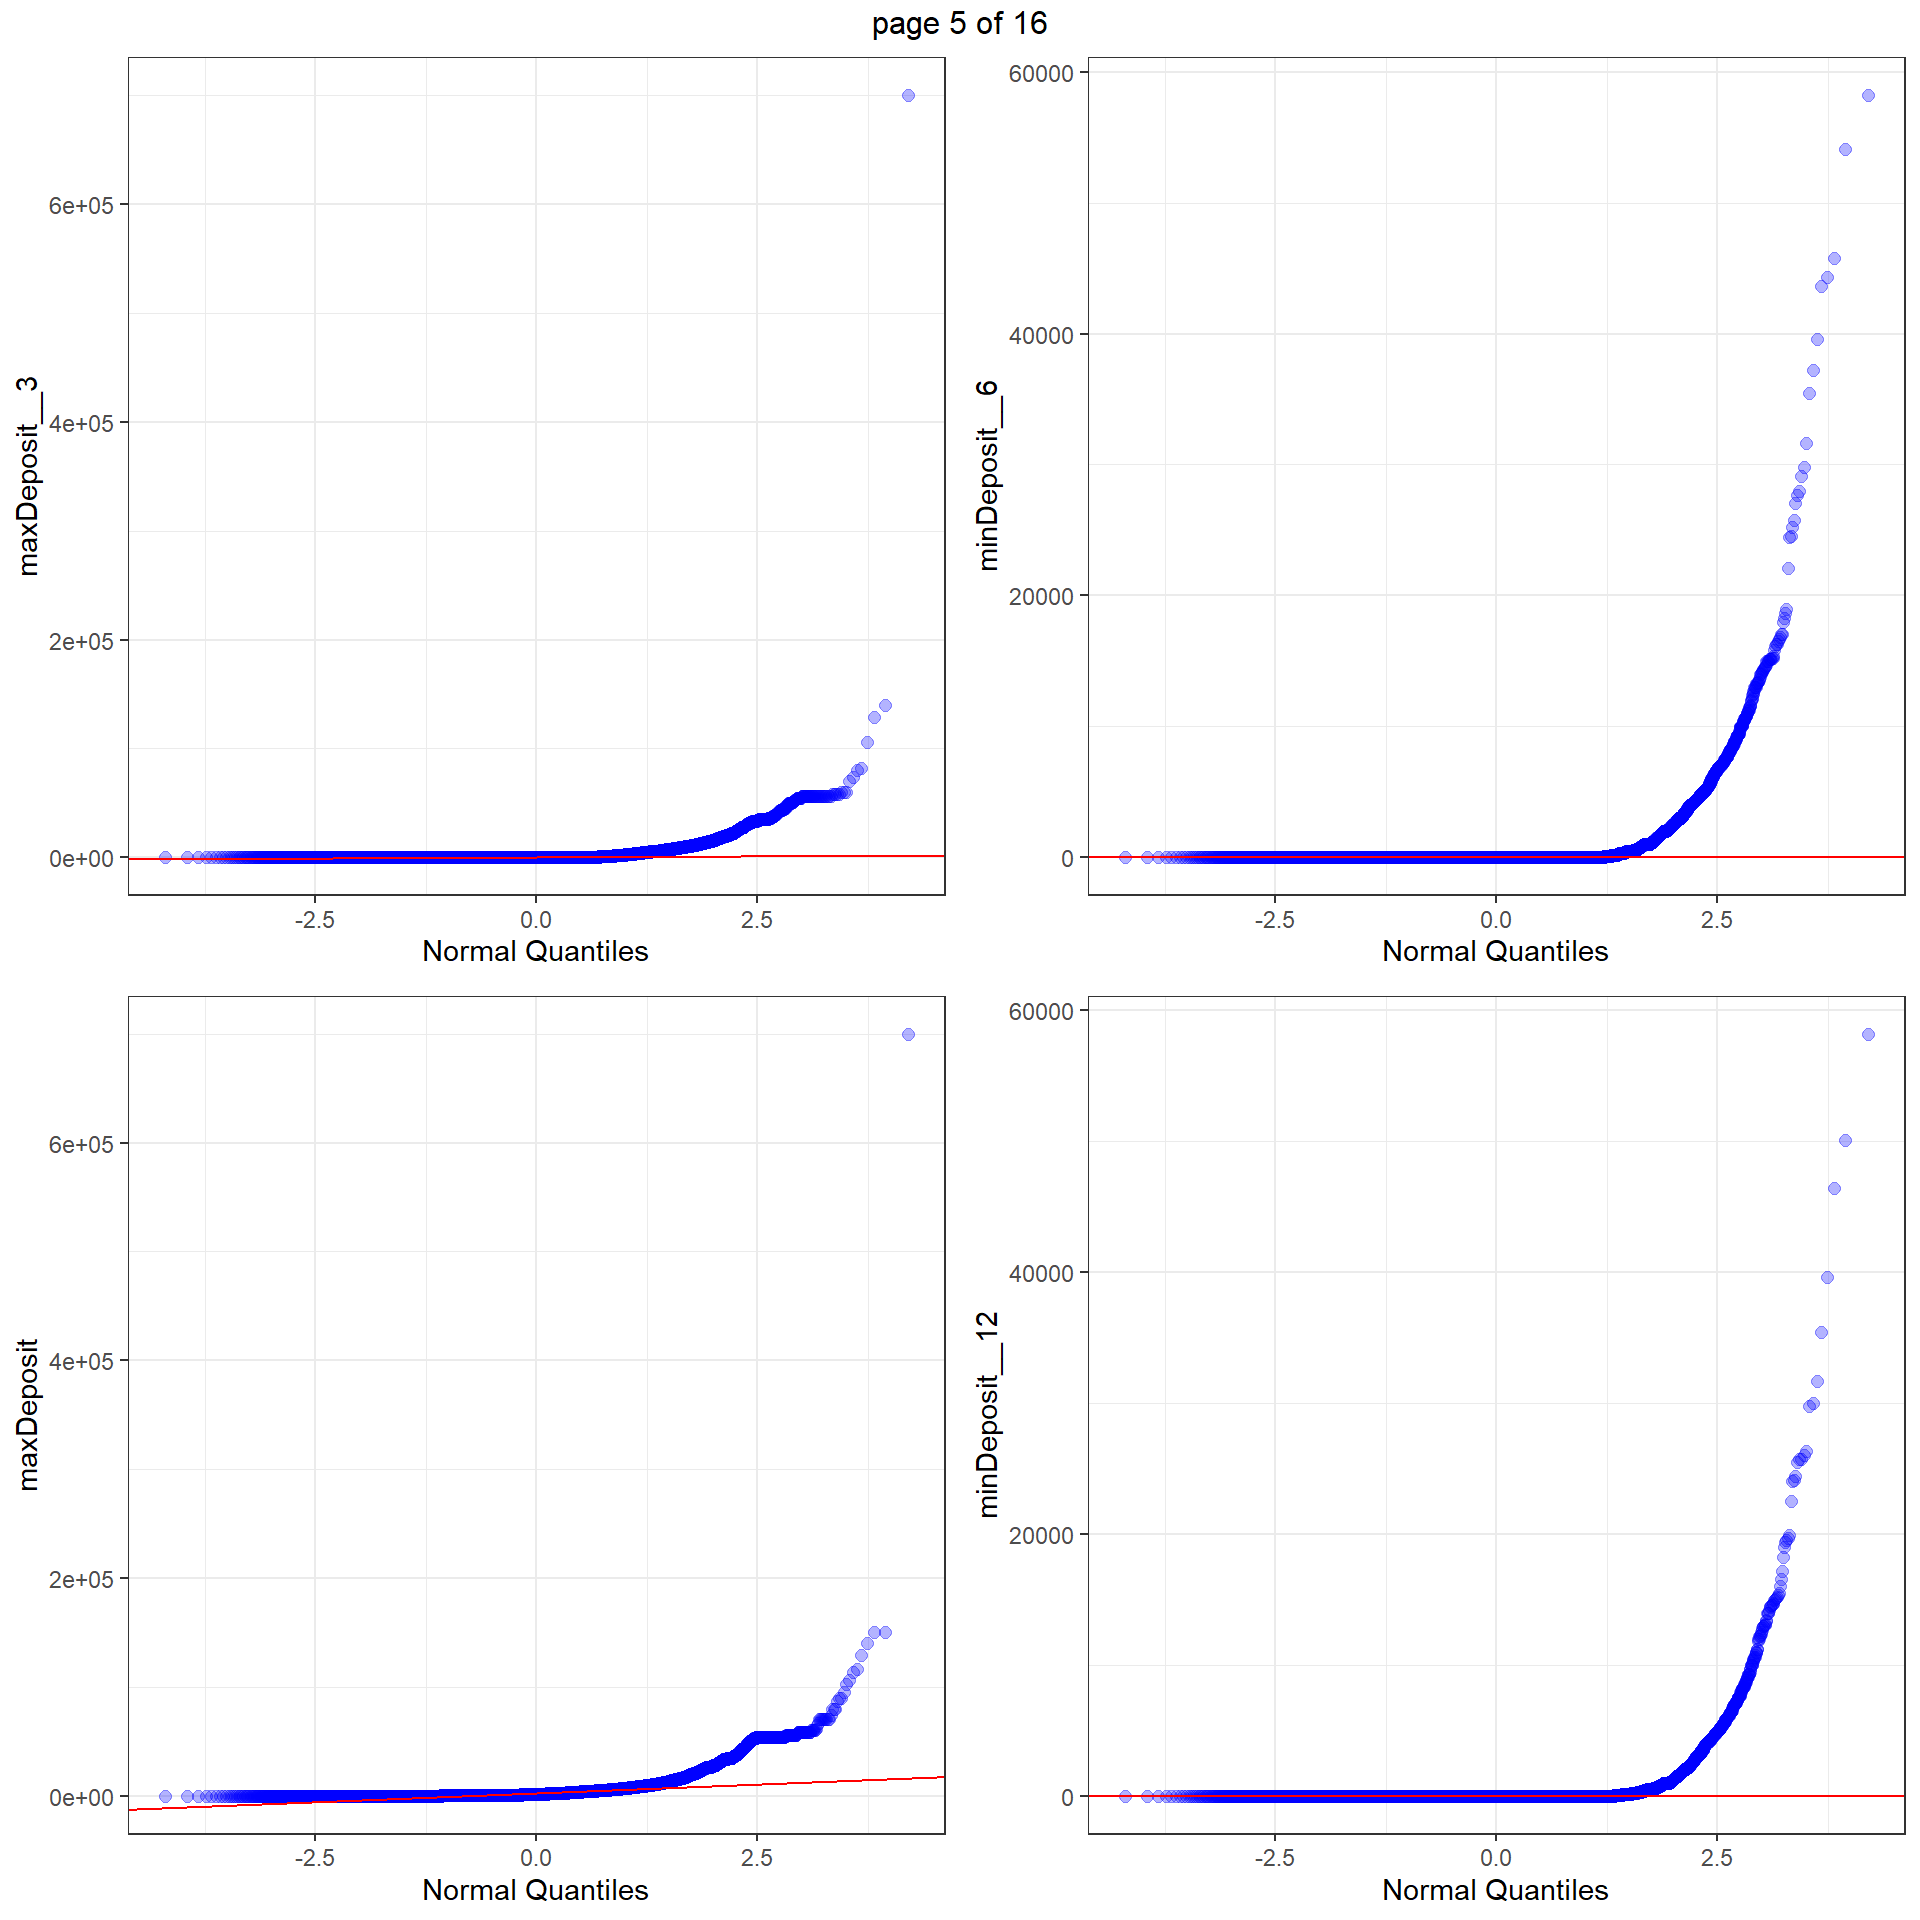 page 5 of 16
maxDeposit__3
6e+05
4e+05
2e+05
0e+00
-2.5 0.0 2.5
Normal Quantiles
minDeposit__6
60000
40000
20000
0
-2.5 0.0 2.5
Normal Quantiles
maxDeposit
6e+05
4e+05
2e+05
0e+00
-2.5 0.0 2.5
Normal Quantiles
minDeposit__12
60000
40000
20000
0
-2.5 0.0 2.5
Normal Quantiles